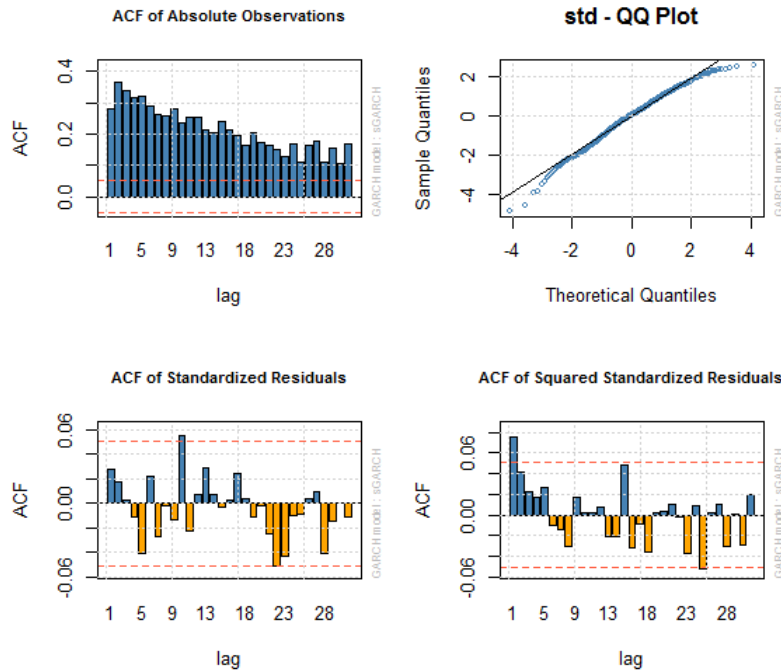 ACF of Absolute Observations
ACF
0.0 0.2 0.4
1 5 9 13 18 23 28
lag
GARCH model : sGARCH
std - QQ Plot
Sample Quantiles
-4 -2 0 2
-4 -2 0 2 4
Theoretical Quantiles
GARCH model : sGARCH
ACF of Standardized Residuals
ACF
-0.06 0.00 0.06
1 5 9 13 18 23 28
lag
GARCH model : sGARCH
ACF of Squared Standardized Residuals
ACF
-0.06 0.00 0.06
1 5 9 13 18 23 28
lag
GARCH model : sGARCH